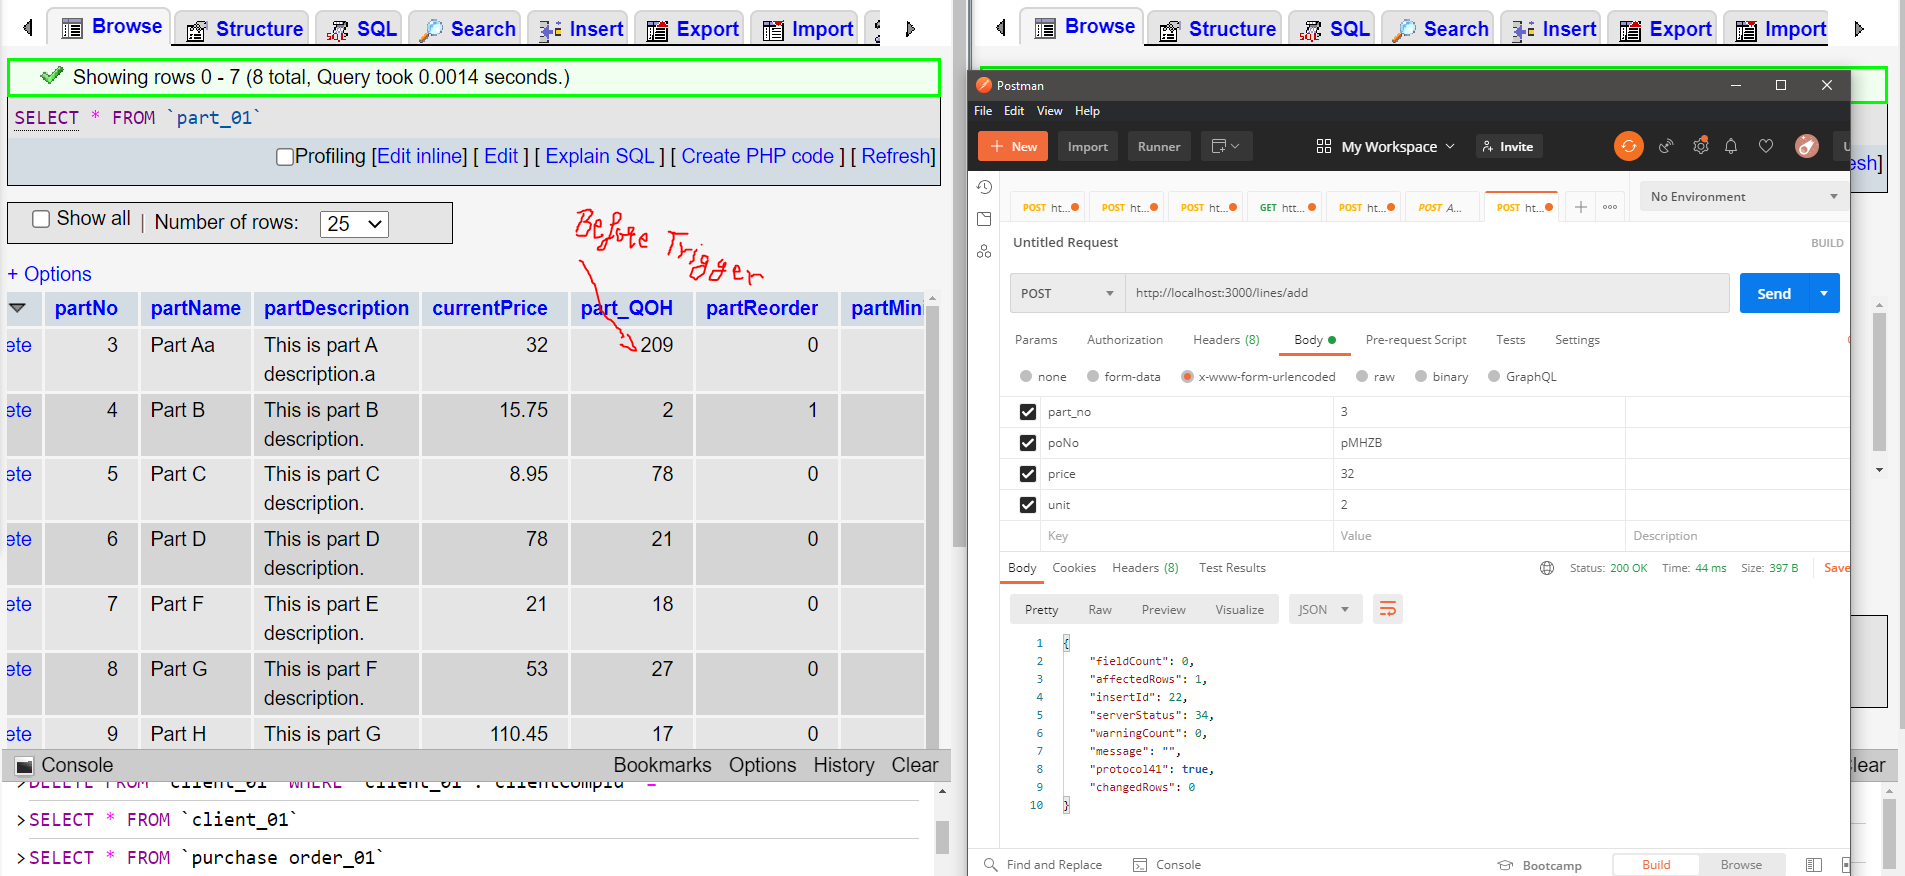 Browse Structure SQL Search Insert Export Import
Showing rows 0 - 7 (8 total, Query took 0.0014 seconds.)
SELECT * FROM `part_01`
Profiling [Edit inline] [ Edit ] [ Explain SQL ] [ Create PHP code ] [ Refresh]
Show all | Number of rows: 25
Before Trigger
+ Options
partNo partName partDescription currentPrice part_QOH partReorder partMini
ete 3 Part Aa This is part A 32 209 0
description.a
ete 4 Part B This is part B 15.75 2 1
description.
ete 5 Part C This is part C 8.95 78 0
description.
ete 6 Part D This is part D 78 21 0
description.
ete 7 Part F This is part E 21 18 0
description.
ete 8 Part G This is part F 53 27 0
description.
ete 9 Part H This is part G 110.45 17 0
Console Bookmarks Options History Clear
>DELETE FROM `client_01` WHERE `client_01`.`clientCompId` =
>SELECT * FROM `client_01`
>SELECT * FROM `purchase order_01`
Browse Structure SQL Search Insert Export Import
Postman
File Edit View Help
+ New Import Runner My Workspace Invite U
esh]
POST ht... POST ht... POST ht... GET htt... POST ht... POST A... POST ht... + ooo No Environment
Untitled Request BUILD
POST http://localhost:3000/lines/add Send
Params Authorization Headers (8) Body Pre-request Script Tests Settings
none form-data x-www-form-urlencoded raw binary GraphQL
part_no 3
poNo pMHZB
price 32
unit 2
Key Value Description
Body Cookies Headers (8) Test Results Status: 200 OK Time: 44 ms Size: 397 B Save
Pretty Raw Preview Visualize JSON
1 {
2 "fieldCount": 0,
3 "affectedRows": 1,
4 "insertId": 22,
5 "serverStatus": 34,
6 "warningCount": 0,
7 "message": "",
8 "protocol41": true,
9 "changedRows": 0
10 }
lear
Find and Replace Console Bootcamp Build Browse